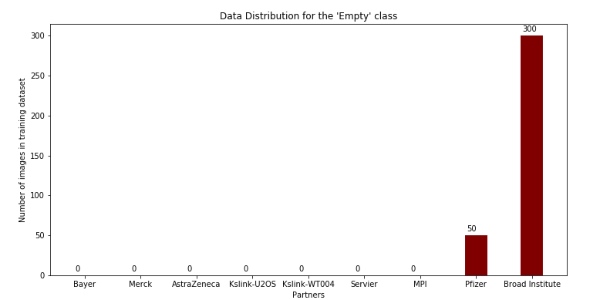 Data Distribution for the 'Empty' class
Number of images in training dataset
300
250
200
150
100
50
0
0 0 0 0 0 0 0 50 300
Bayer Merck AstraZeneca Kslink-U2OS Kslink-WT004 Servier MPI Pfizer Broad Institute
Partners